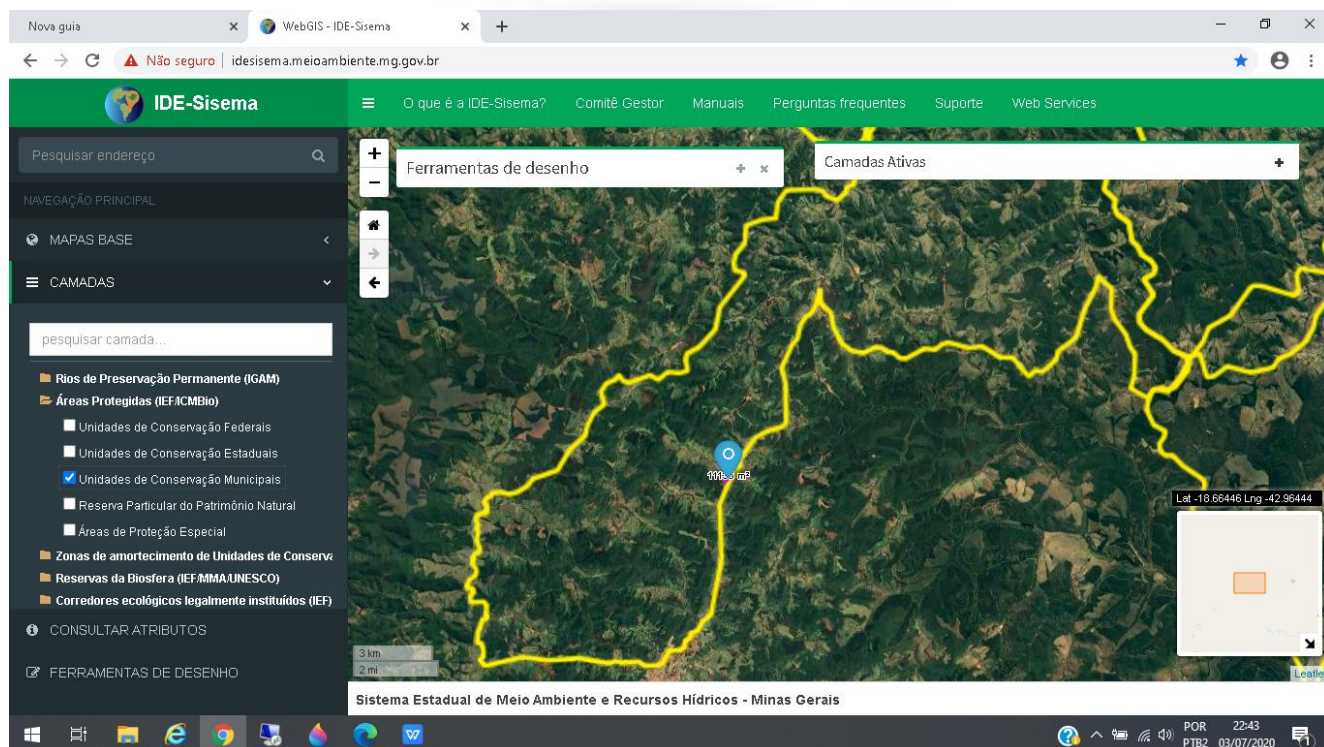 Nova guia
WebGIS - IDE-Sisema
Não seguro
idesisema.meioambiente.mg.gov.br
IDE-Sisema
O que é a IDE-Sisema?
Comitê Gestor
Manuais
Perguntas frequentes
Suporte
Web Services
Pesquisar endereço
Ferramentas de desenho
Camadas Ativas
NAVEGAÇÃO PRINCIPAL
MAPAS BASE
CAMADAS
pesquisar camada...
Rios de Preservação Permanente (IGAM)
Áreas Protegidas (IEF/ICMBio)
Unidades de Conservação Federais
Unidades de Conservação Estaduais
Unidades de Conservação Municipais
Reserva Particular do Patrimônio Natural
Áreas de Proteção Especial
Zonas de amortecimento de Unidades de Conserva
Reservas da Biosfera (IEF/MMA/UNESCO)
Corredores ecológicos legalmente instituídos (IEF)
CONSULTAR ATRIBUTOS
FERRAMENTAS DE DESENHO
Lat -18.66446 Lng -42.96444
3 km
2 mi
Leafle
Sistema Estadual de Meio Ambiente e Recursos Hídricos - Minas Gerais
POR
PTB2
22:43
03/07/2020